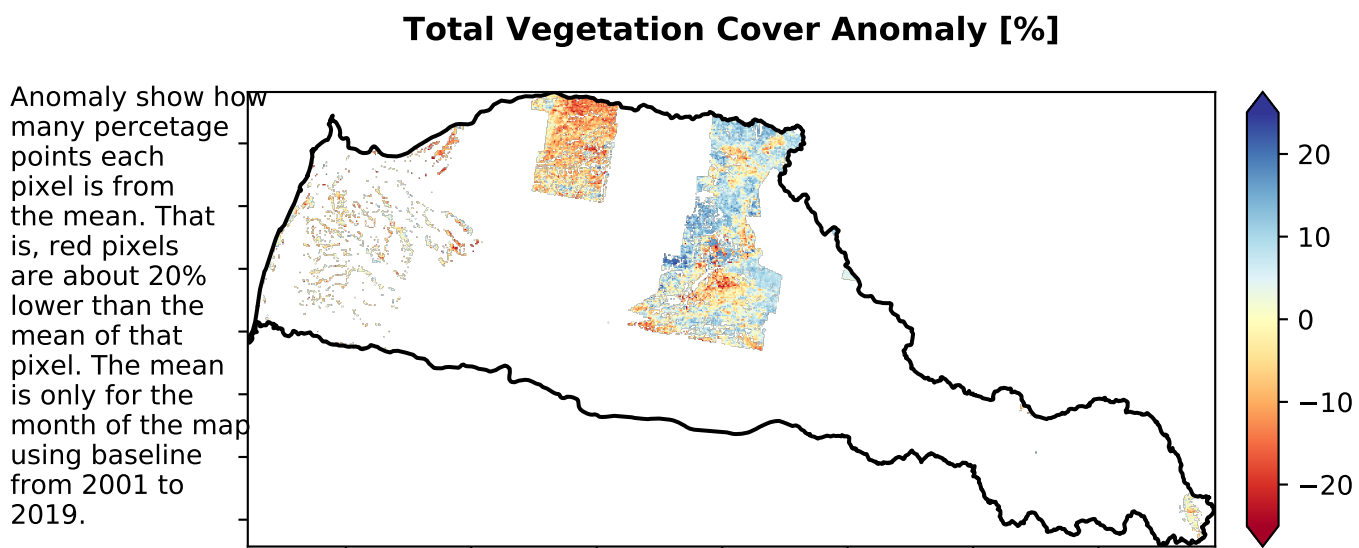 Total Vegetation Cover Anomaly [%]
Anomaly show how
many percetage
points each
pixel is from
the mean. That
is, red pixels
are about 20%
lower than the
mean of that
pixel. The mean
is only for the
month of the map
using baseline
from 2001 to
2019.
20
10
0
−10
−20